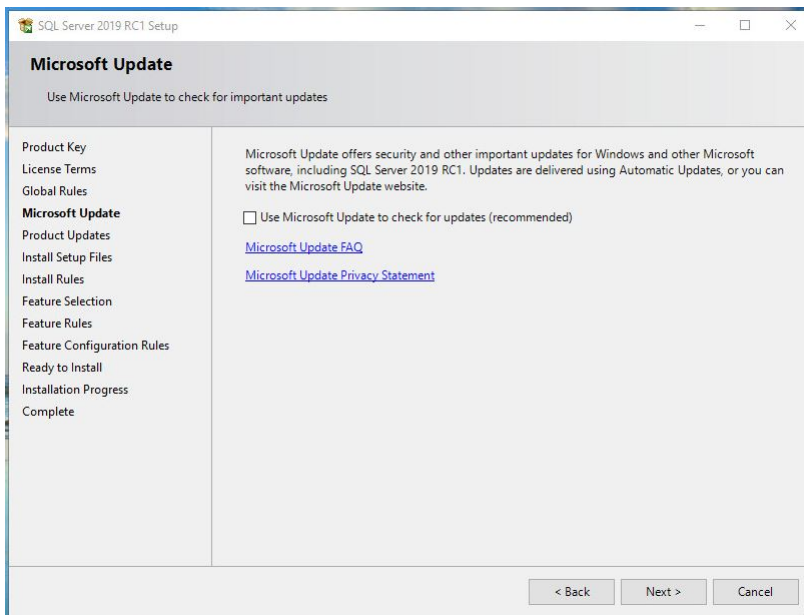 SQL Server 2019 RC1 Setup
Microsoft Update
Use Microsoft Update to check for important updates
Product Key
License Terms
Global Rules
Microsoft Update
Product Updates
Install Setup Files
Install Rules
Feature Selection
Feature Rules
Feature Configuration Rules
Ready to Install
Installation Progress
Complete
Microsoft Update offers security and other important updates for Windows and other Microsoft
software, including SQL Server 2019 RC1. Updates are delivered using Automatic Updates, or you can
visit the Microsoft Update website.
Use Microsoft Update to check for updates (recommended)
Microsoft Update FAQ
Microsoft Update Privacy Statement
< Back
Next >
Cancel